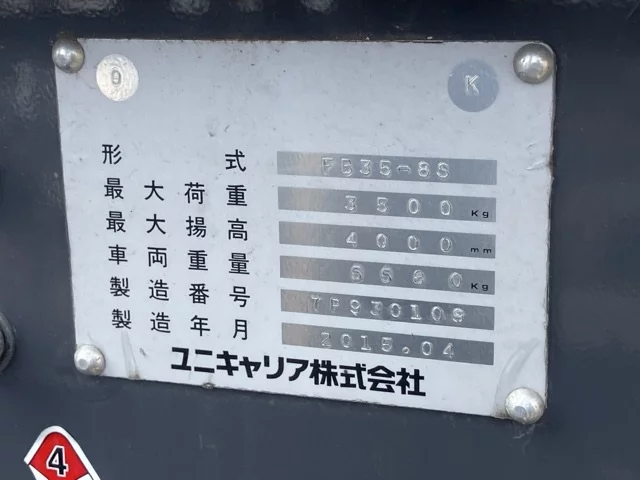 0 K
形式 FB35-8S
最大荷重 3500 Kg
最大揚高 4000 mm
車両重量 Kg
製造番号
製造年月 2015.04
ユニキャリア株式会社
4